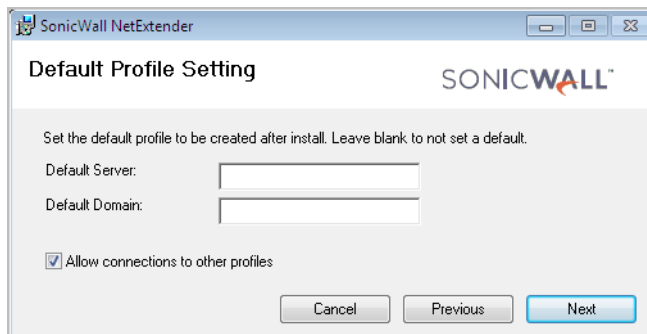 SonicWall NetExtender
Default Profile Setting
SONICWALL™
Set the default profile to be created after install. Leave blank to not set a default.
Default Server:
Default Domain:
Allow connections to other profiles
Cancel Previous Next